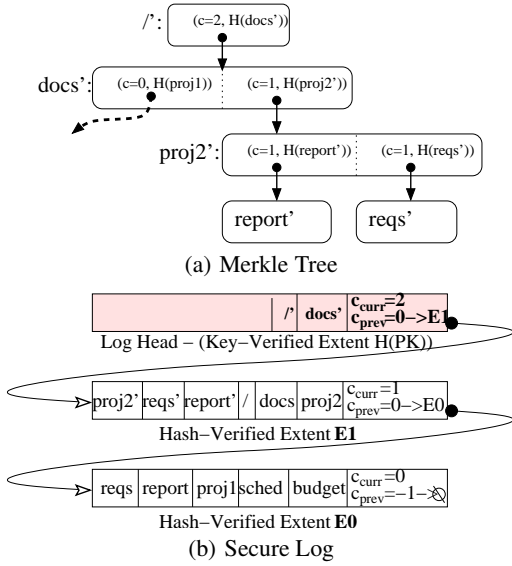 /’: (c=2, H(docs’))
docs’: (c=0, H(proj1)) (c=1, H(proj2’))
proj2’: (c=1, H(report’)) (c=1, H(reqs’))
report’ reqs’
(a) Merkle Tree
/’ docs’ c_curr=2
c_prev=0−>E1
Log Head − (Key−Verified Extent H(PK))
proj2’ reqs’ report’ / docs proj2 c_curr=1
c_prev=0−>E0
Hash−Verified Extent E1
reqs report proj1 sched budget c_curr=0
c_prev=−1−>
Hash−Verified Extent E0
(b) Secure Log